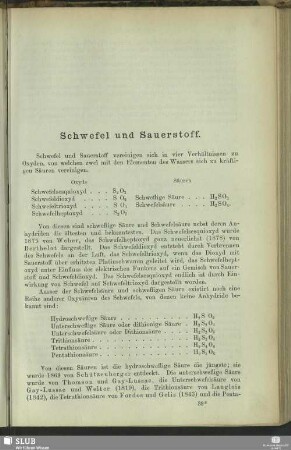 Schwefel und Sauerstoff.
Schwefel und Sauerstoff vereinigen sich in vier Verhältnissen zu
Oxyden, von welchen zwei mit den Elementen des Wassers sich zu kräfti-
gen Säuren vereinigen.
Oxyde Säuren
Schwefelsesquioxyd . . . S₂O₃
Schwefeldioxyd . . . . S O₂ Schweflige Säure . . . H₂SO₃
Schwefeltrioxyd . . . . S O₃ Schwefelsäure . . . . H₂SO₄
Schwefelheptoxyd . . . S₂O₇
Von diesen sind schweflige Säure und Schwefelsäure nebst deren An-
hydriden die ältesten und bekanntesten. Das Schwefelsesquioxyd wurde
1875 von Weber, das Schwefelheptoxyd ganz neuerlich (1878) von
Berthelot dargestellt. Das Schwefeldioxyd entsteht durch Verbrennen
des Schwefels an der Luft, das Schwefeltrioxyd, wenn das Dioxyd mit
Sauerstoff über erhitztes Platinschwamm geleitet wird, das Schwefelhept-
oxyd unter Einfluss des elektrischen Funkens auf ein Gemisch von Sauer-
stoff und Schwefeldioxyd. Das Schwefelsesquioxyd endlich ist durch Ein-
wirkung von Schwefel auf Schwefeltrioxyd dargestellt worden.
Ausser der Schwefelsäure und schwefligen Säure existirt noch eine
Reihe anderer Oxysäuren des Schwefels, von denen keine Anhydride be-
kannt sind:
Hydroschweflige Säure . . . . . . . H₂S O₂
Unterschweflige Säure oder dithionige Säure . . H₂S₂O₃
Unterschwefelsäure oder Dithionsäure . . . H₂S₂O₆
Trithionsäure . . . . . . . . H₂S₃O₆
Tetrathionsäure . . . . . . . H₂S₄O₆
Pentathionsäure . . . . . . . H₂S₅O₆
Von diesen Säuren ist die hydroschweflige Säure die jüngste; sie
wurde 1869 von Schützenberger entdeckt. Die unterschweflige Säure
wurde von Thomson und Gay-Lussac, die Unterschwefelsäure von
Gay-Lussac und Welter (1819), die Trithionsäure von Langlois
(1842), die Tetrathionsäure von Fordos und Gelis (1843) und die Penta-
SLUB